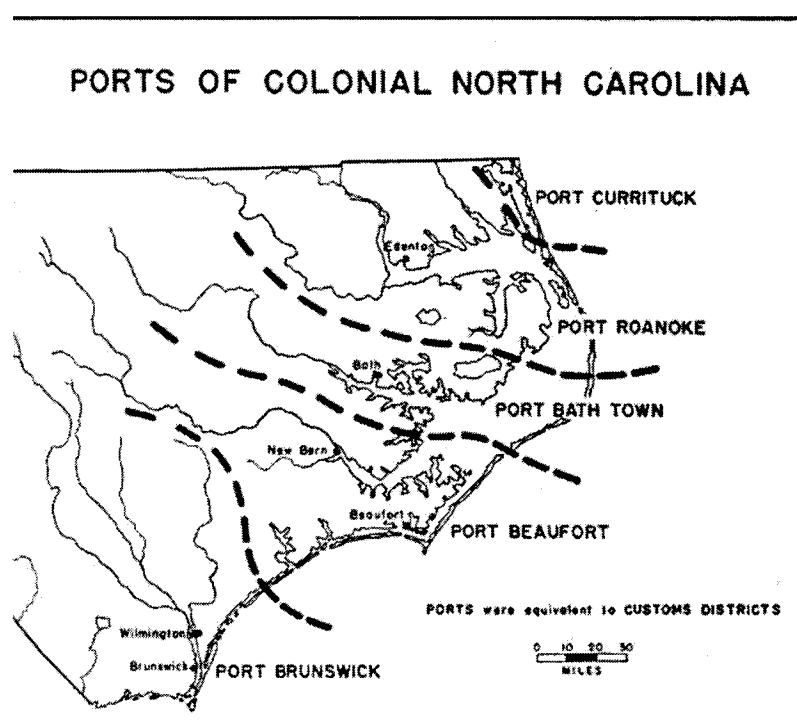 PORTS OF COLONIAL NORTH CAROLINA
PORT CURRITUCK
Edenton
PORT ROANOKE
Bath
PORT BATH TOWN
New Bern
Beaufort
PORT BEAUFORT
PORTS were equivalent to CUSTOMS DISTRICTS
Wilmington
0 10 20 30
MILES
Brunswick
PORT BRUNSWICK